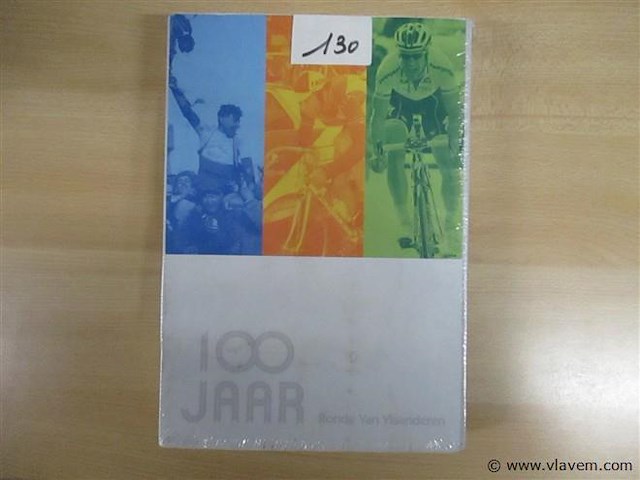 130
100
JAAR Ronde Van Vlaanderen
© www.vlavem.com